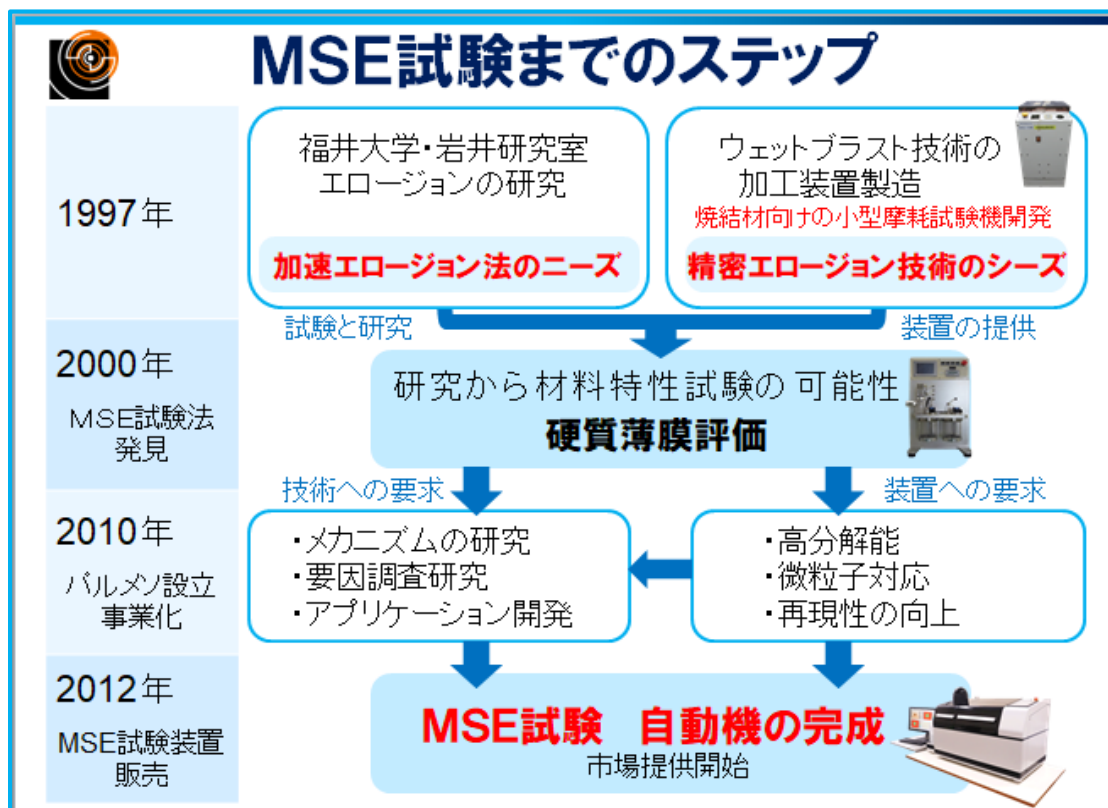 MSE試験までのステップ
1997年
福井大学・岩井研究室
エロージョンの研究
加速エロージョン法のニーズ
ウェットブラスト技術の
加工装置製造
焼結材向けの小型摩耗試験機開発
精密エロージョン技術のシーズ
試験と研究
装置の提供
2000年
MSE試験法
発見
研究から材料特性試験の可能性
硬質薄膜評価
技術への要求
装置への要求
2010年
パルメソ設立
事業化
・メカニズムの研究
・要因調査研究
・アプリケーション開発
・高分解能
・微粒子対応
・再現性の向上
2012年
MSE試験装置
販売
MSE試験 自動機の完成
市場提供開始